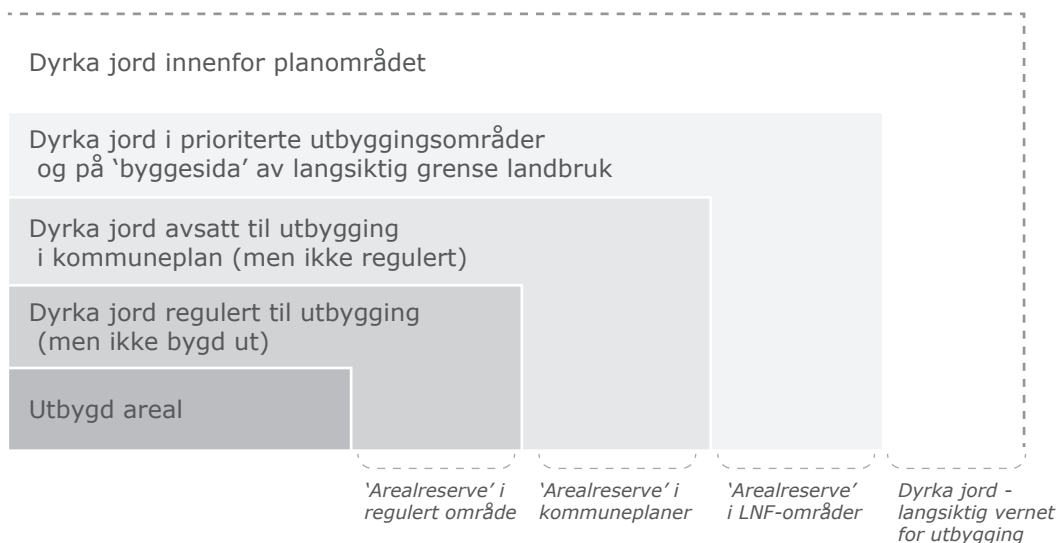 Dyrka jord innenfor planområdet
Dyrka jord i prioriterte utbyggingsområder
og på ‘byggesida’ av langsiktig grense landbruk
Dyrka jord avsatt til utbygging
i kommuneplan (men ikke regulert)
Dyrka jord regulert til utbygging
(men ikke bygd ut)
Utbygd areal
‘Arealreserve’ i
regulert område
‘Arealreserve’ i
kommuneplaner
‘Arealreserve’
i LNF-områder
Dyrka jord -
langsiktig vernet
for utbygging